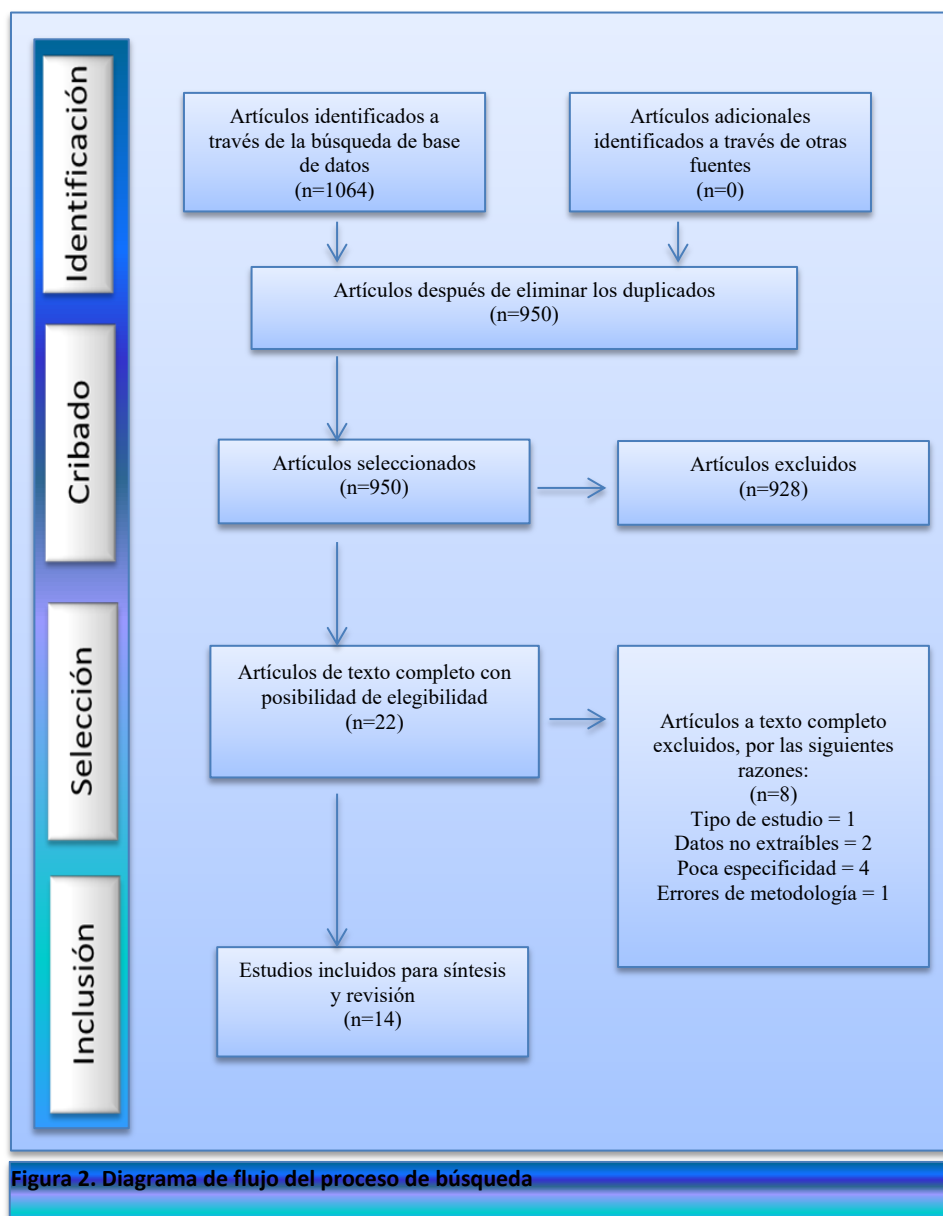 Identificación
Artículos identificados a
través de la búsqueda de base
de datos
(n=1064)
Artículos adicionales
identificados a través de otras
fuentes
(n=0)
Artículos después de eliminar los duplicados
(n=950)
Cribado
Artículos seleccionados
(n=950)
Artículos excluidos
(n=928)
Selección
Artículos de texto completo con
posibilidad de elegibilidad
(n=22)
Artículos a texto completo
excluidos, por las siguientes
razones:
(n=8)
Tipo de estudio = 1
Datos no extraíbles = 2
Poca especificidad = 4
Errores de metodología = 1
Inclusión
Estudios incluidos para síntesis
y revisión
(n=14)
Figura 2. Diagrama de flujo del proceso de búsqueda